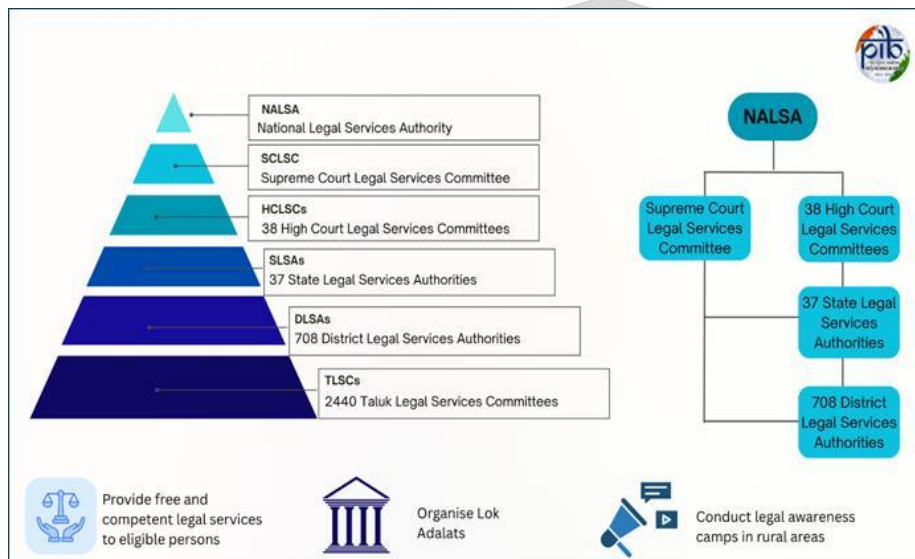 pib
NALSA
National Legal Services Authority
SCLSC
Supreme Court Legal Services Committee
HCLSCs
38 High Court Legal Services Committees
SLSAs
37 State Legal Services Authorities
DLSAs
708 District Legal Services Authorities
TLSCs
2440 Taluk Legal Services Committees
NALSA
Supreme Court
Legal Services
Committee
38 High Court
Legal Services
Committees
37 State Legal
Services
Authorities
708 District
Legal Services
Authorities
Provide free and
competent legal services
to eligible persons
Organise Lok
Adalats
Conduct legal awareness
camps in rural areas